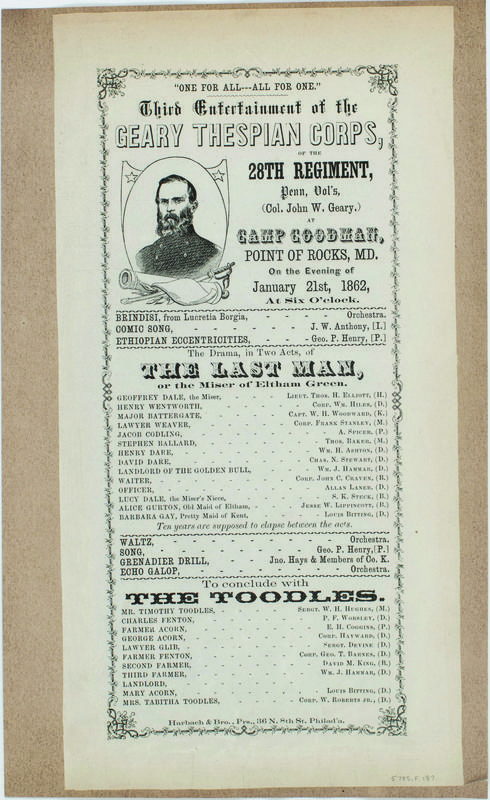 "ONE FOR ALL---ALL FOR ONE."
Third Entertainment of the
GEARY THESPIAN CORPS,
OF THE
28TH REGIMENT,
Penn. Vol's,
(Col. John W. Geary.)
AT
CAMP GOODMAN,
POINT OF ROCKS, MD.
On the Evening of
January 21st, 1862,
At Six O'clock.
BRINDISI, from Lucretia Borgia, - - - Orchestra.
COMIC SONG, - - - - - - J. W. Anthony, [I.]
ETHIOPIAN ECCENTRICITIES, - - - Geo. P. Henry, [P.]
The Drama, in Two Acts, of
THE LAST MAN,
or the Miser of Eltham Green.
GEOFFREY DALE, the Miser, - - - LIEUT. THOS. H. ELLIOTT, (H.)
HENRY WENTWORTH, - - - CORP. WM. HILES, (D.)
MAJOR BATTERGATE, - - - CAPT. W. H. WOODWARD, (K.)
LAWYER WEAVER, - - - CORP. FRANK STANLEY, (M.)
JACOB CODLING, - - - A. SPICER, (P.)
STEPHEN BALLARD, - - - THOS. BAKER, (M.)
HENRY DARE, - - - WM. H. ASHTON, (D.)
DAVID DARE, - - - CHAS. N. STEWART, (D.)
LANDLORD OF THE GOLDEN BULL, - - - WM. J. HAMMAR, (D.)
WAITER, - - - CORP. JOHN C. CRAVEN, (B.)
OFFICER, - - - ALLAN LANED, (D.)
LUCY DALE, the Miser's Niece, - - - S. K. STECK, (B.)
ALICE GURTON, Old Maid of Eltham, - - - JESSE W. LIPPINCOTT, (B.)
BARBARA GAY, Pretty Maid of Kent, - - - LOUIS BITTING, (D.)
Ten years are supposed to elapse between the acts.
WALTZ, - - - Orchestra.
SONG, - - - Geo. P. Henry,[P.]
GRENADIER DRILL, - - - Jno. Hays & Members of Co. K.
ECHO GALOP, - - - Orchestra.
To conclude with
THE TOODLES.
MR. TIMOTHY TOODLES, - - - SERGT. W. H. HUGHES, (M.)
CHARLES FENTON, - - - P. F. WORSLEY, (D.)
FARMER ACORN, - - - E. H. COGGINS, (P.)
GEORGE ACORN, - - - CORP. HAYWARD, (D.)
LAWYER GLIB, - - - SERGT. DEVINE (D.)
FARMER FENTON, - - - CORP. GEO. T. BARNES, (D.)
SECOND FARMER, - - - DAVID M. KING, (B.)
THIRD FARMER, - - - WM. J. HAMMAR, (D.)
LANDLORD,
MARY ACORN, - - - LOUIS BITTING, (D.)
MRS. TABITHA TOODLES, - - - CORP. W. ROBERTS JR., (D.)
Harbach & Bro., Prs., 36 N. 8th St. Philad'a.
5785.F.187